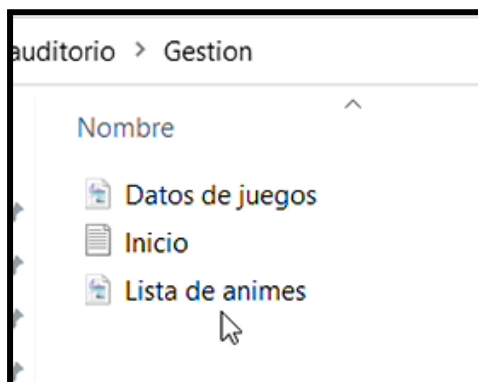 auditorio > Gestion
Nombre
Datos de juegos
Inicio
Lista de animes